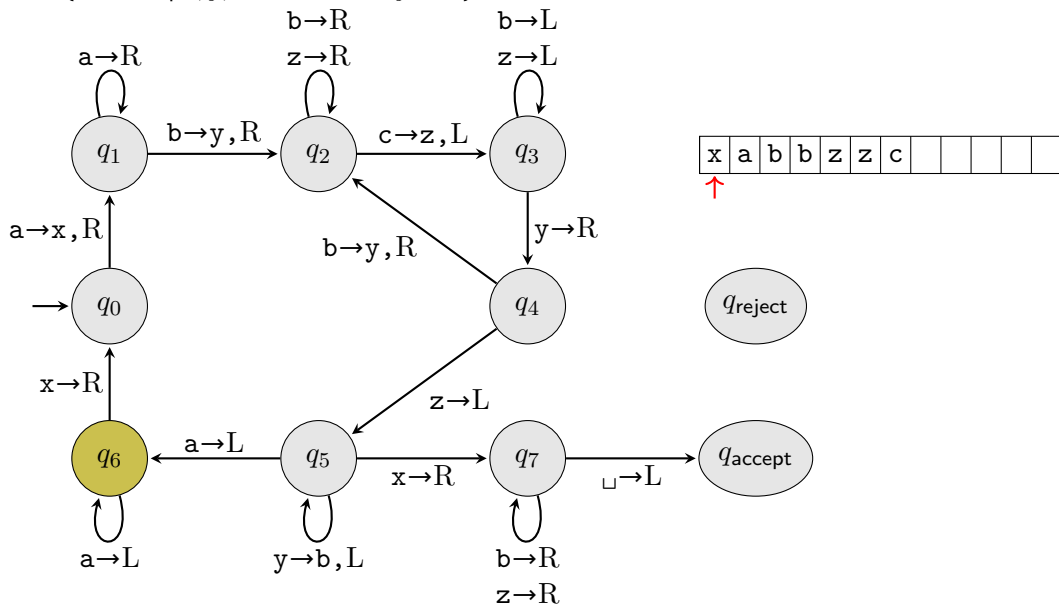 b→R
z→R
b→L
z→L
a→R
q1
b→y,R
q2
c→z,L
q3
x a b b z z c
a→x,R
b→y,R
y→R
q0
q4
qreject
x→R
z→L
q6
a→L
q5
x→R
q7
␣→L
qaccept
a→L
y→b,L
b→R
z→R